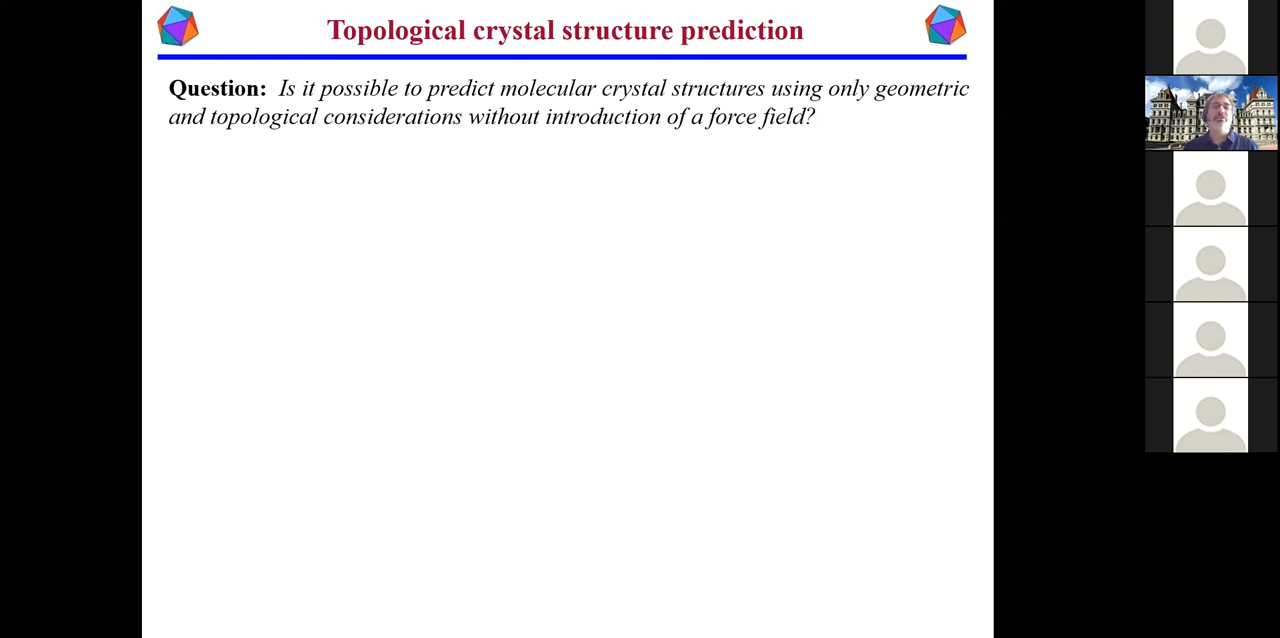 Topological crystal structure prediction
Question: Is it possible to predict molecular crystal structures using only geometric
and topological considerations without introduction of a force field?